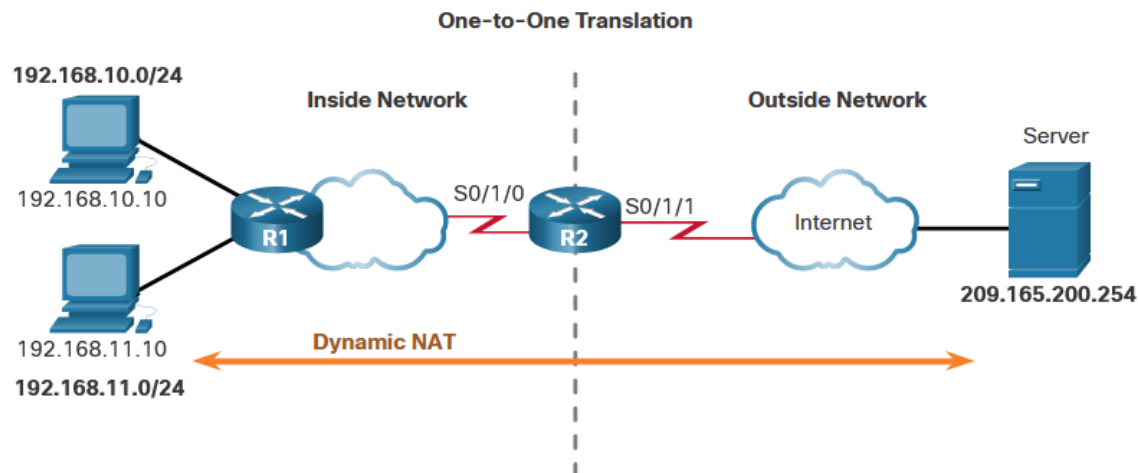 One-to-One Translation
192.168.10.0/24
Inside Network
Outside Network
Server
192.168.10.10
S0/1/0
S0/1/1
R1
R2
Internet
209.165.200.254
192.168.11.10
Dynamic NAT
192.168.11.0/24